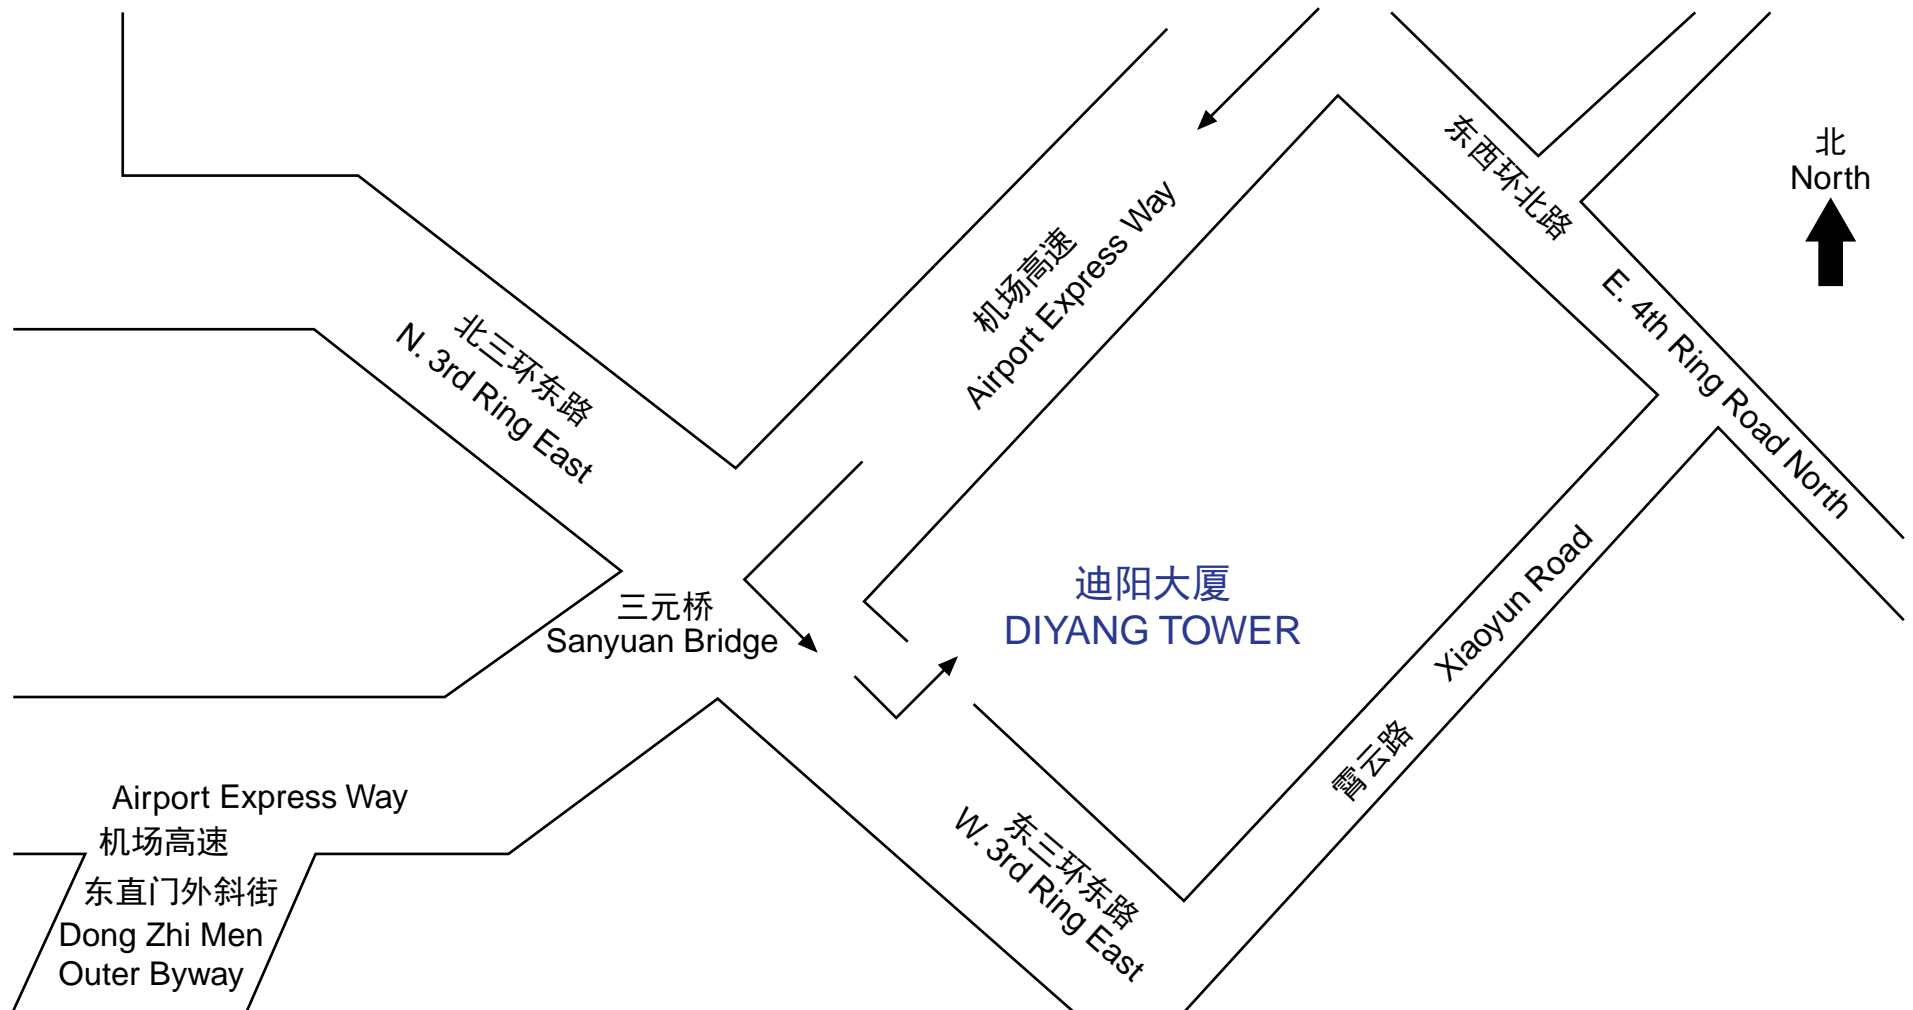 北
North
东西环北路
E. 4th Ring Road North
机场高速
Airport Express Way
北三环东路
N. 3rd Ring East
迪阳大厦
DIYANG TOWER
三元桥
Sanyuan Bridge
Xiaoyun Road
霄云路
Airport Express Way
机场高速
东直门外斜街
Dong Zhi Men
Outer Byway
东三环东路
W. 3rd Ring East